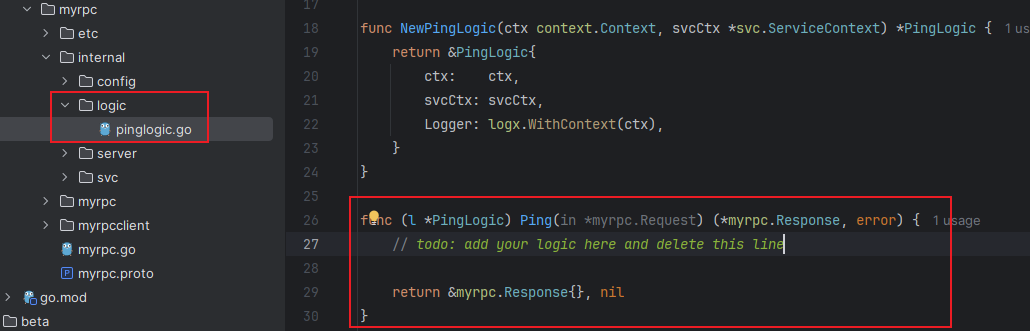 myrpc
etc
internal
config
logic
pinglogic.go
server
svc
myrpc
myrpcclient
myrpc.go
myrpc.proto
go.mod
beta
17
18 func NewPingLogic(ctx context.Context, svcCtx *svc.ServiceContext) *PingLogic { 1 us
19 return &PingLogic{
20 ctx: ctx,
21 svcCtx: svcCtx,
22 Logger: logx.WithContext(ctx),
23 }
24 }
25
26 func (l *PingLogic) Ping(in *myrpc.Request) (*myrpc.Response, error) { 1 usage
27 // todo: add your logic here and delete this line
28
29 return &myrpc.Response{}, nil
30 }